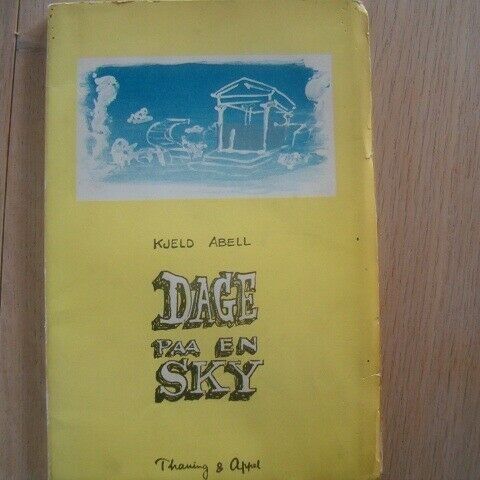 KJELD ABELL
DAGE
PAA EN
SKY
Thaning & Appel